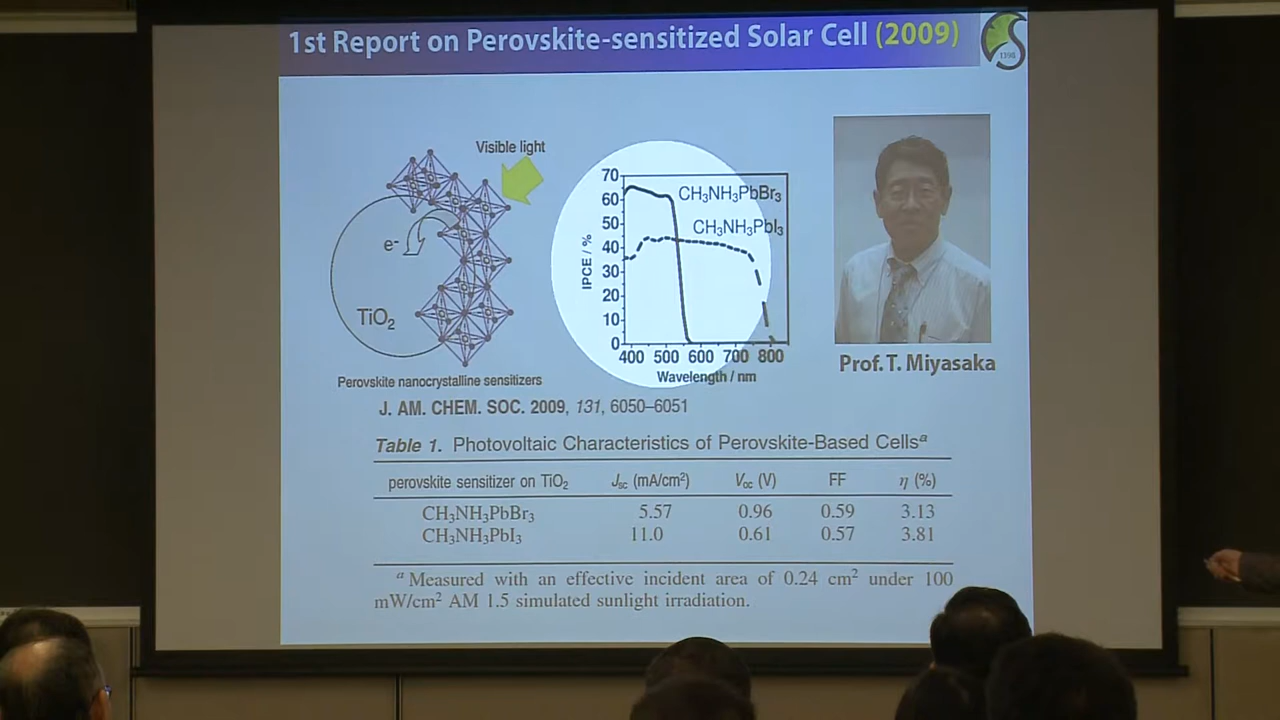 1st Report on Perovskite-sensitized Solar Cell (2009)
1398
Visible light
e-
TiO₂
Perovskite nanocrystalline sensitizers
70
60
50
40
30
20
10
0
IPCE / %
CH₃NH₃PbBr₃
CH₃NH₃PbI₃
400 500 600 700 800
Wavelength / nm
Prof. T. Miyasaka
J. AM. CHEM. SOC. 2009, 131, 6050–6051
Table 1. Photovoltaic Characteristics of Perovskite-Based Cellsᵃ
perovskite sensitizer on TiO₂ Jsc (mA/cm²) Voc (V) FF η (%)
CH₃NH₃PbBr₃ 5.57 0.96 0.59 3.13
CH₃NH₃PbI₃ 11.0 0.61 0.57 3.81
ᵃ Measured with an effective incident area of 0.24 cm² under 100
mW/cm² AM 1.5 simulated sunlight irradiation.